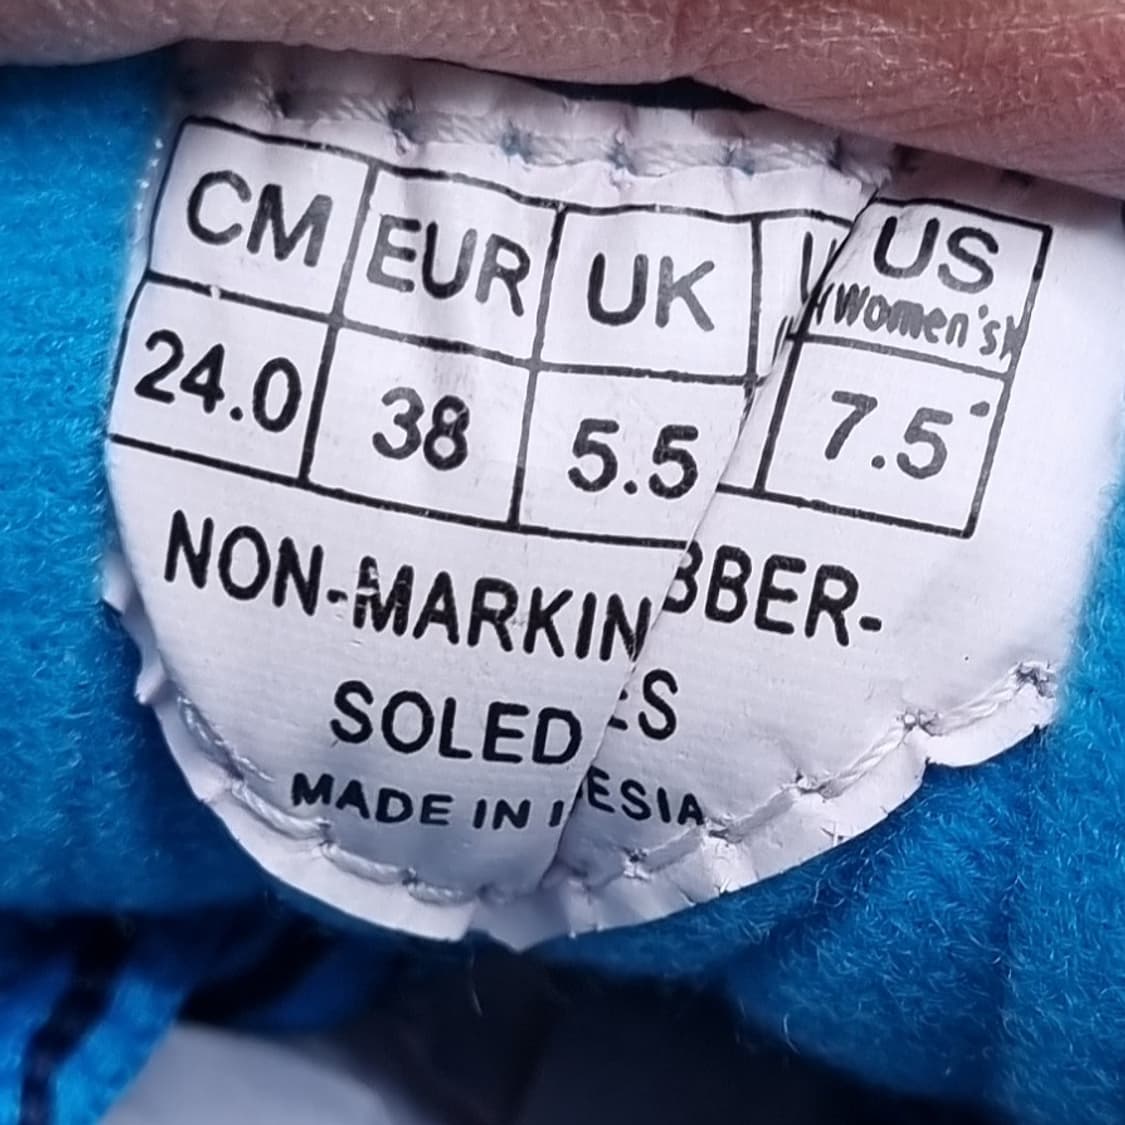 CM EUR UK US
(Women's)
24.0 38 5.5 7.5
NON-MARKIN BBER-
SOLED ES
MADE IN ESIA